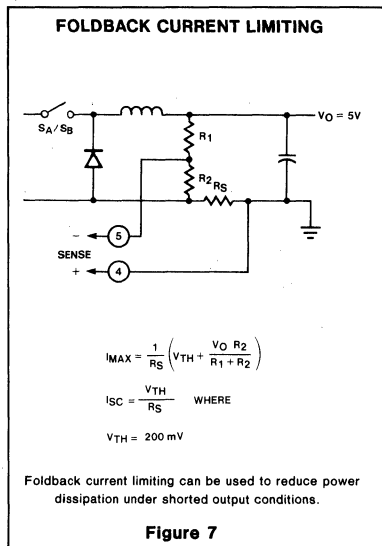 FOLDBACK CURRENT LIMITING
SA/SB
R1
VO = 5V
R2
RS
− 5
SENSE
+ 4
IMAX = 1/RS (VTH + VO R2/R1 + R2)
ISC = VTH/RS WHERE
VTH = 200 mV
Foldback current limiting can be used to reduce power
dissipation under shorted output conditions.
Figure 7